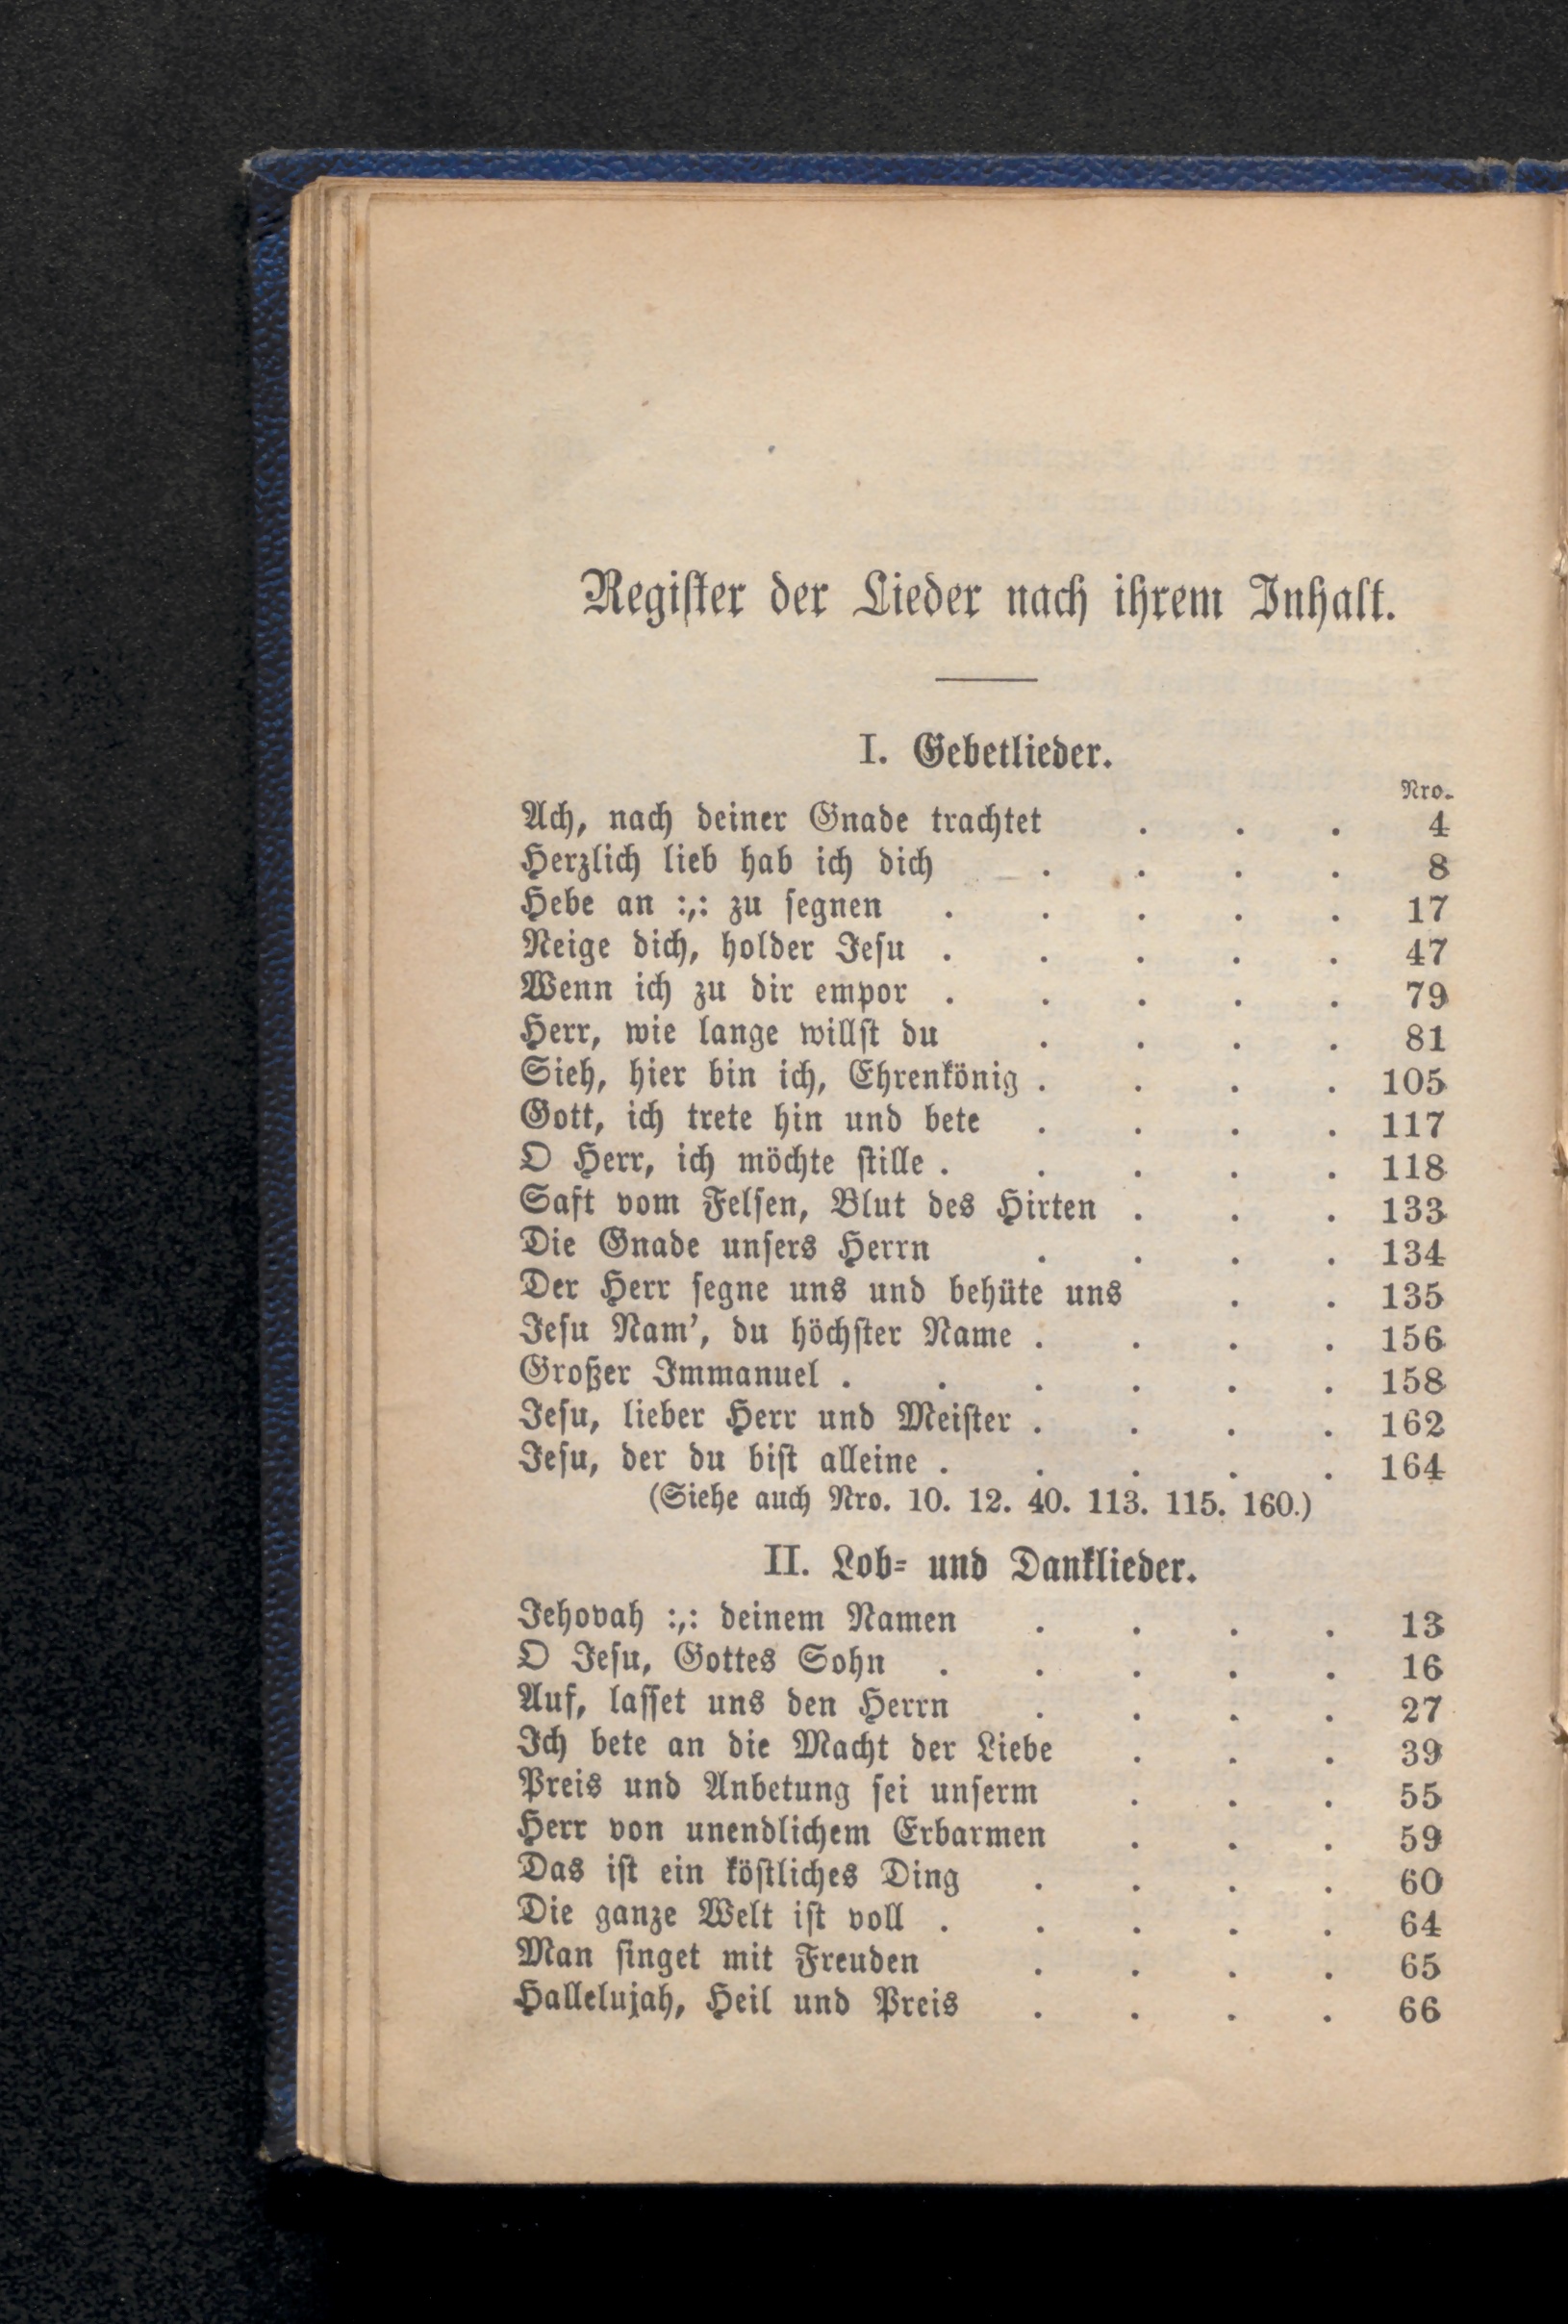 Register der Lieder nach ihrem Inhalt.
I. Gebetlieder.
Nro.
Ach, nach deiner Gnade trachtet . . . 4
Herzlich lieb hab ich dich . . . . 8
Hebe an :,: zu segnen . . . . . 17
Neige dich, holder Jesu . . . . . 47
Wenn ich zu dir empor . . . . . 79
Herr, wie lange willst du . . . . 81
Sieh, hier bin ich, Ehrenkönig . . . . 105
Gott, ich trete hin und bete . . . . 117
O Herr, ich möchte stille . . . . . 118
Saft vom Felsen, Blut des Hirten . . . 133
Die Gnade unsers Herrn . . . . 134
Der Herr segne uns und behüte uns . . 135
Jesu Nam', du höchster Name . . . . 156
Großer Immanuel . . . . . . 158
Jesu, lieber Herr und Meister . . . . 162
Jesu, der du bist alleine . . . . . 164
(Siehe auch Nro. 10. 12. 40. 113. 115. 160.)
II. Lob- und Danklieder.
Jehovah :,: deinem Namen . . . . 13
O Jesu, Gottes Sohn . . . . . 16
Auf, lasset uns den Herrn . . . . 27
Ich bete an die Macht der Liebe . . . 39
Preis und Anbetung sei unserm . . . 55
Herr von unendlichem Erbarmen . . . 59
Das ist ein köstliches Ding . . . . 60
Die ganze Welt ist voll . . . . . 64
Man singet mit Freuden . . . . 65
Hallelujah, Heil und Preis . . . . 66